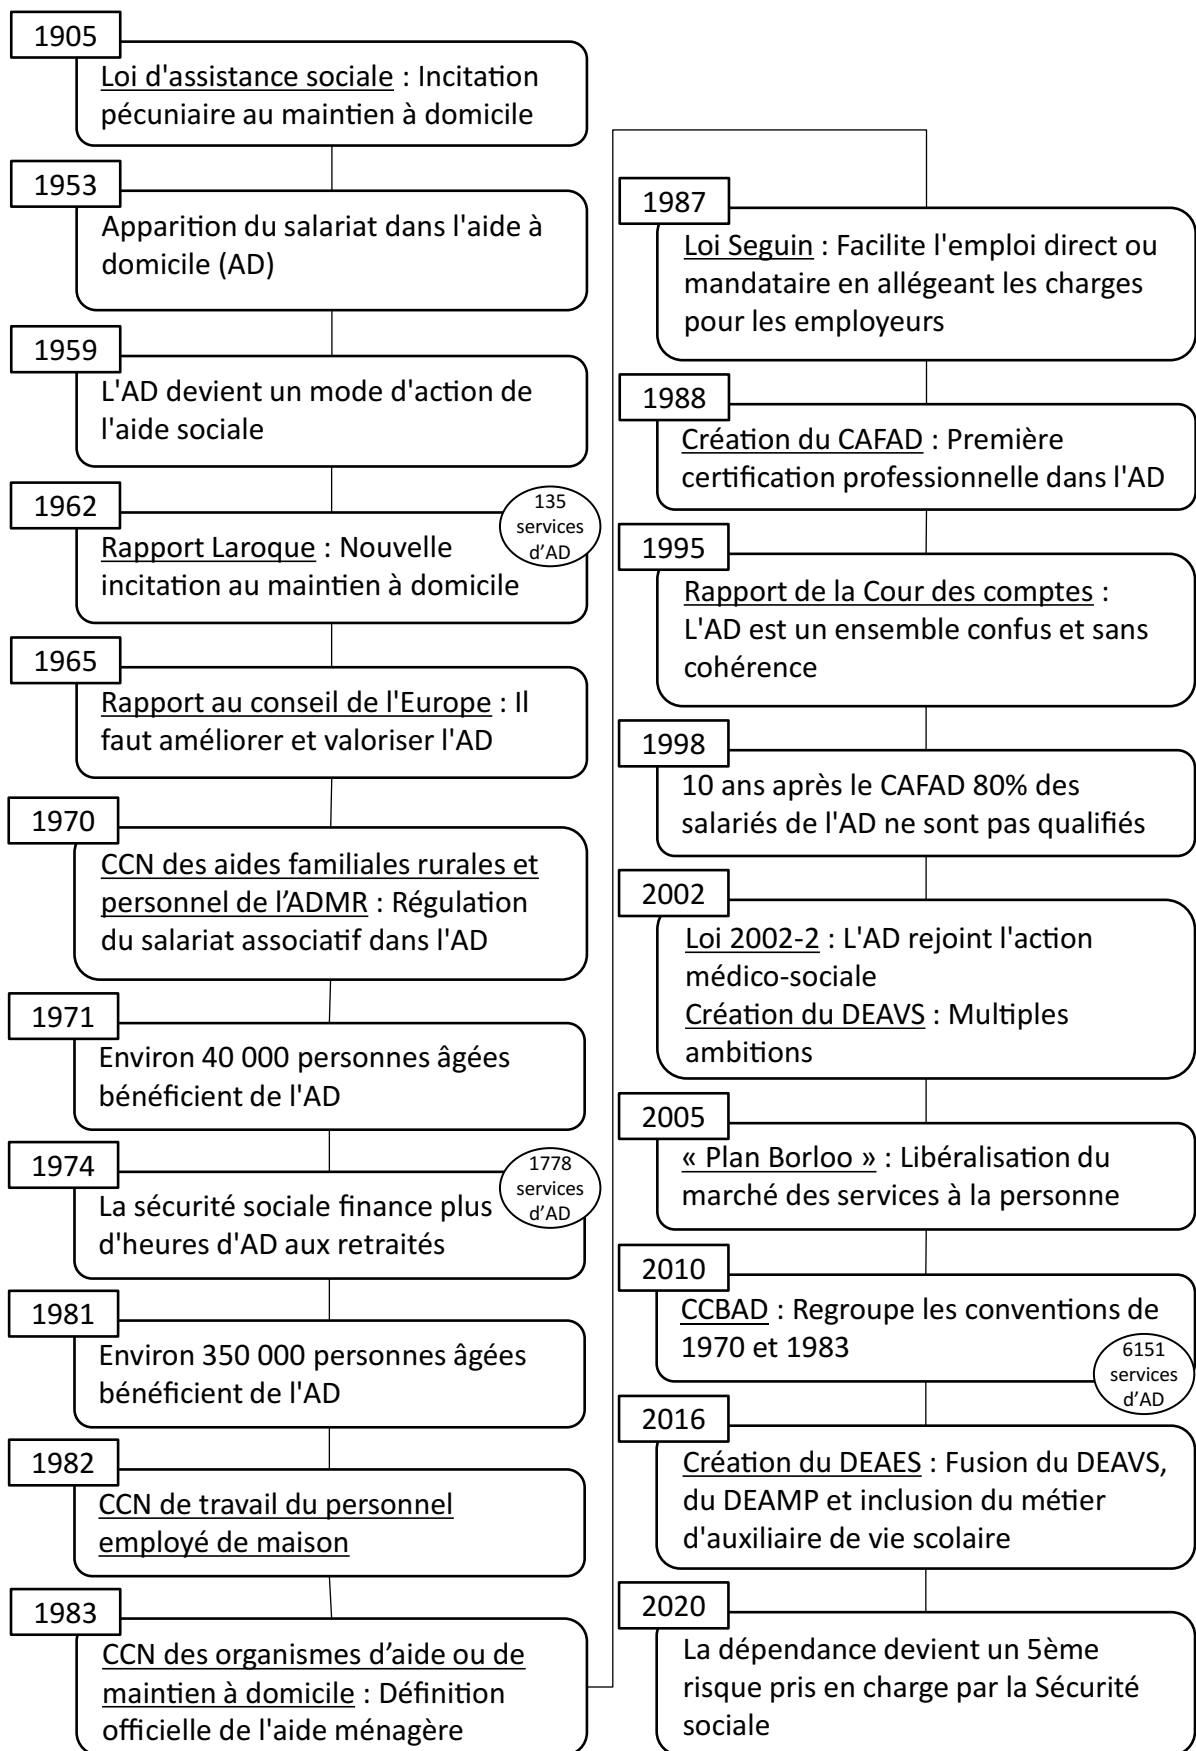 1905
Loi d'assistance sociale : Incitation
pécuniaire au maintien à domicile
1953
Apparition du salariat dans l'aide à
domicile (AD)
1959
L'AD devient un mode d'action de
l'aide sociale
1962
135
services
d’AD
Rapport Laroque : Nouvelle
incitation au maintien à domicile
1965
Rapport au conseil de l'Europe : Il
faut améliorer et valoriser l'AD
1970
CCN des aides familiales rurales et
personnel de l’ADMR : Régulation
du salariat associatif dans l'AD
1971
Environ 40 000 personnes âgées
bénéficient de l'AD
1974
1778
services
d’AD
La sécurité sociale finance plus
d'heures d'AD aux retraités
1981
Environ 350 000 personnes âgées
bénéficient de l'AD
1982
CCN de travail du personnel
employé de maison
1983
CCN des organismes d’aide ou de
maintien à domicile : Définition
officielle de l'aide ménagère
1987
Loi Seguin : Facilite l'emploi direct ou
mandataire en allégeant les charges
pour les employeurs
1988
Création du CAFAD : Première
certification professionnelle dans l'AD
1995
Rapport de la Cour des comptes :
L'AD est un ensemble confus et sans
cohérence
1998
10 ans après le CAFAD 80% des
salariés de l'AD ne sont pas qualifiés
2002
Loi 2002-2 : L'AD rejoint l'action
médico-sociale
Création du DEAVS : Multiples
ambitions
2005
« Plan Borloo » : Libéralisation du
marché des services à la personne
2010
CCBAD : Regroupe les conventions de
1970 et 1983
6151
services
d’AD
2016
Création du DEAES : Fusion du DEAVS,
du DEAMP et inclusion du métier
d'auxiliaire de vie scolaire
2020
La dépendance devient un 5ème
risque pris en charge par la Sécurité
sociale